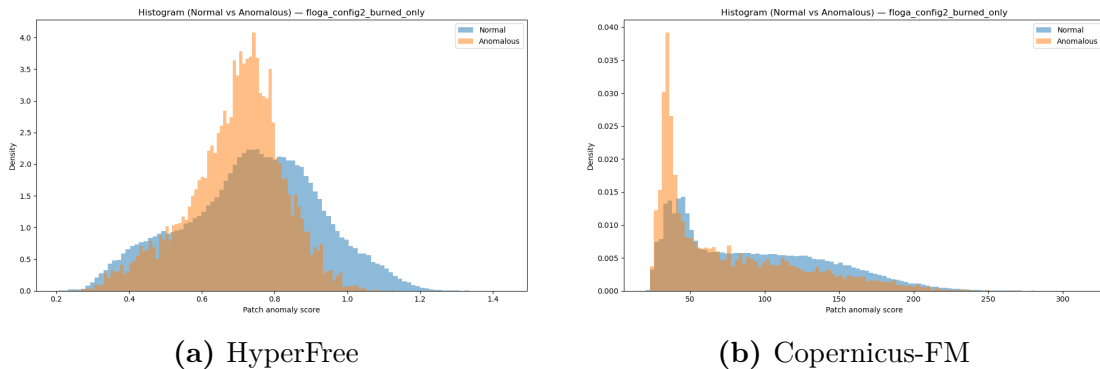 Histogram (Normal vs Anomalous) — floga_config2_burned_only
Normal
Anomalous
Density
4.0
3.5
3.0
2.5
2.0
1.5
1.0
0.5
0.0
0.2 0.4 0.6 0.8 1.0 1.2 1.4
Patch anomaly score
(a) HyperFree
Histogram (Normal vs Anomalous) — floga_config2_burned_only
Normal
Anomalous
Density
0.040
0.035
0.030
0.025
0.020
0.015
0.010
0.005
0.000
50 100 150 200 250 300
Patch anomaly score
(b) Copernicus-FM